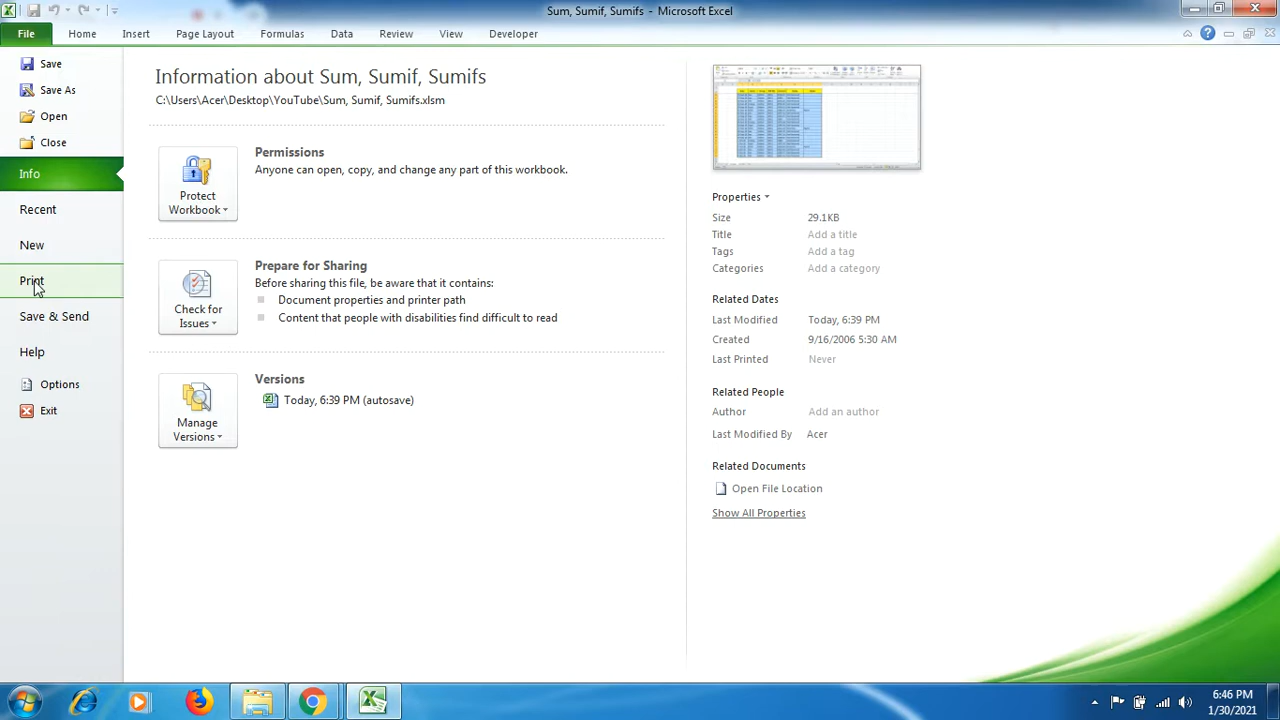 Sum, Sumif, Sumifs - Microsoft Excel
File Home Insert Page Layout Formulas Data Review View Developer
Save
Save As
Open
Close
Info
Recent
New
Print
Save & Send
Help
Options
Exit
Information about Sum, Sumif, Sumifs
C:\Users\Acer\Desktop\YouTube\Sum, Sumif, Sumifs.xlsm
Protect
Workbook
Permissions
Anyone can open, copy, and change any part of this workbook.
Check for
Issues
Prepare for Sharing
Before sharing this file, be aware that it contains:
Document properties and printer path
Content that people with disabilities find difficult to read
Manage
Versions
Versions
Today, 6:39 PM (autosave)
Properties
Size 29.1KB
Title Add a title
Tags Add a tag
Categories Add a category
Related Dates
Last Modified Today, 6:39 PM
Created 9/16/2006 5:30 AM
Last Printed Never
Related People
Author Add an author
Last Modified By Acer
Related Documents
Open File Location
Show All Properties
6:46 PM
1/30/2021